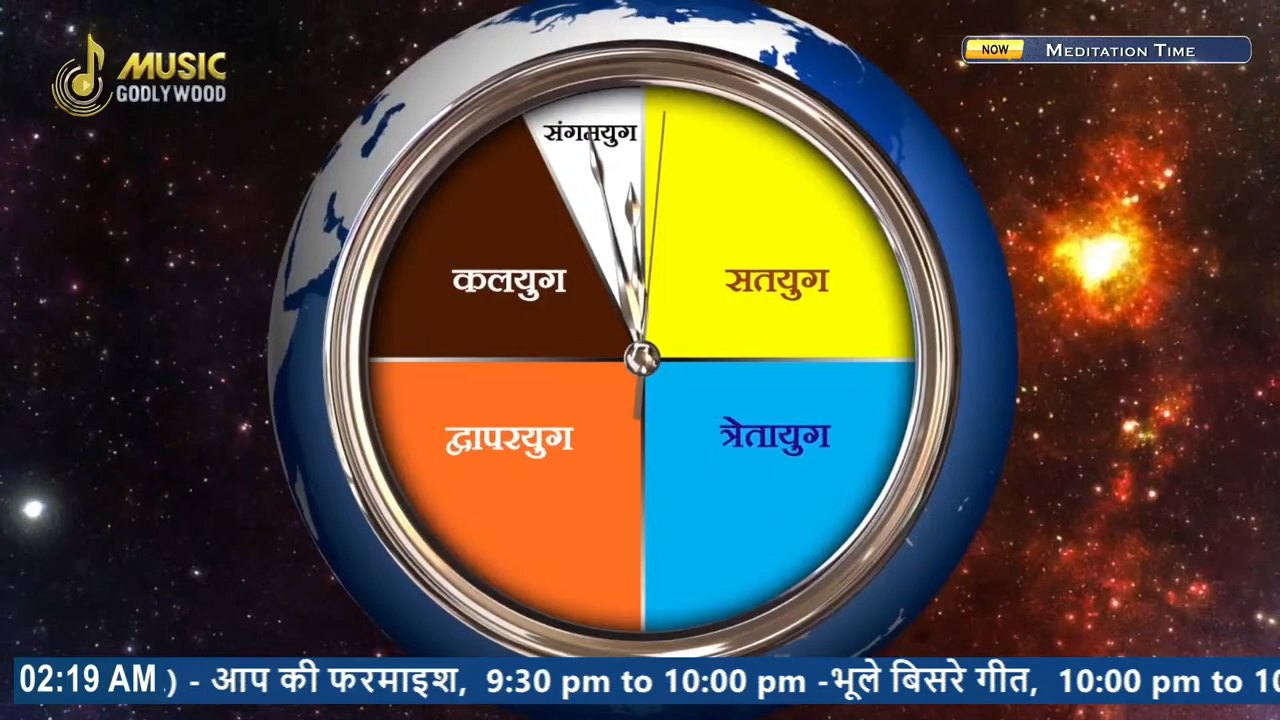 MUSIC
GODLYWOOD
NOW MEDITATION TIME
संगमयुग
कलयुग
सतयुग
द्वापरयुग
त्रेतायुग
02:19 AM ) - आप की फरमाइश, 9:30 pm to 10:00 pm -भूले बिसरे गीत, 10:00 pm to